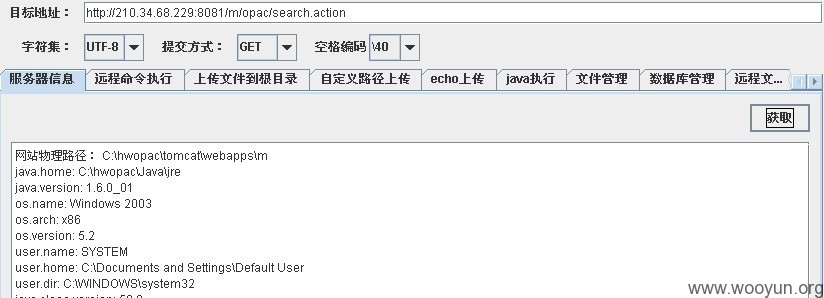 目标地址： http://210.34.68.229:8081/m/opac/search.action
字符集： UTF-8 提交方式： GET 空格编码 \40
服务器信息 远程命令执行 上传文件到根目录 自定义路径上传 echo上传 java执行 文件管理 数据库管理 远程文...
获取
网站物理路径： C:\hwopac\tomcat\webapps\m
java.home: C:\hwopac\Java\jre
java.version: 1.6.0_01
os.name: Windows 2003
os.arch: x86
os.version: 5.2
user.name: SYSTEM
user.home: C:\Documents and Settings\Default User
user.dir: C:\WINDOWS\system32
www.wooyun.org